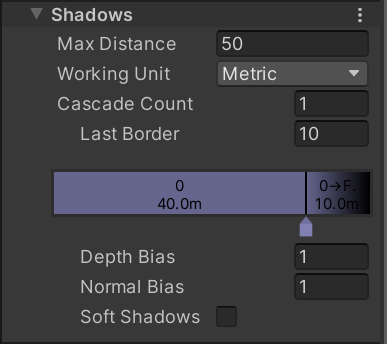 Shadows
Max Distance 50
Working Unit Metric
Cascade Count 1
Last Border 10
0 0→F.
40.0m 10.0m
Depth Bias 1
Normal Bias 1
Soft Shadows